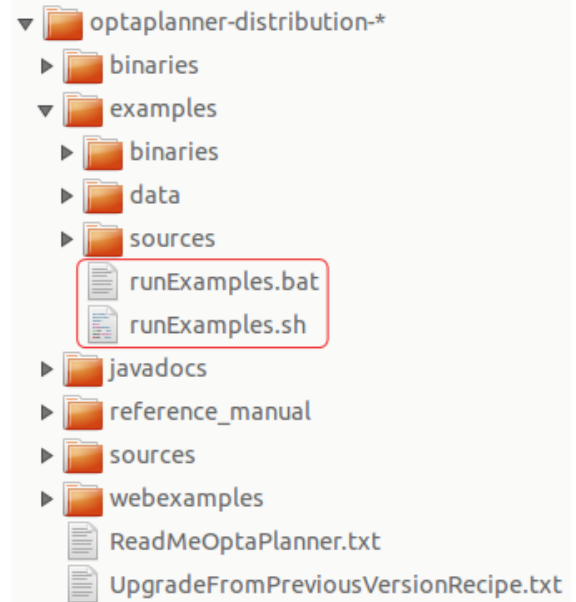 optaplanner-distribution-*
binaries
examples
binaries
data
sources
runExamples.bat
runExamples.sh
javadocs
reference_manual
sources
webexamples
ReadMeOptaPlanner.txt
UpgradeFromPreviousVersionRecipe.txt